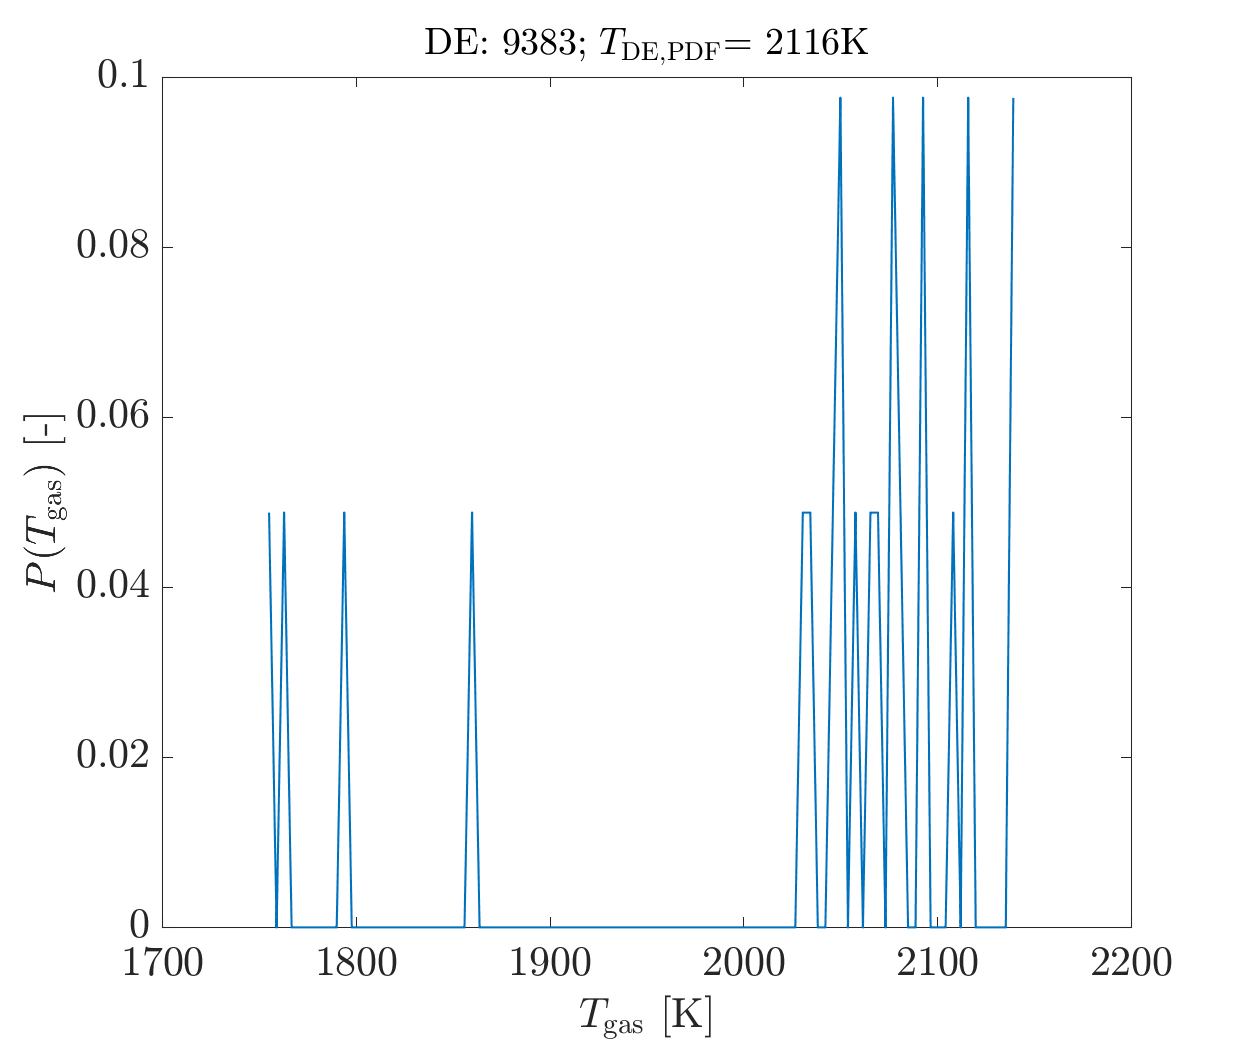 DE: 9383; T_DE,PDF= 2116K
0.1
0.08
0.06
0.04
0.02
0
P(T_gas) [-]
1700 1800 1900 2000 2100 2200
T_gas [K]